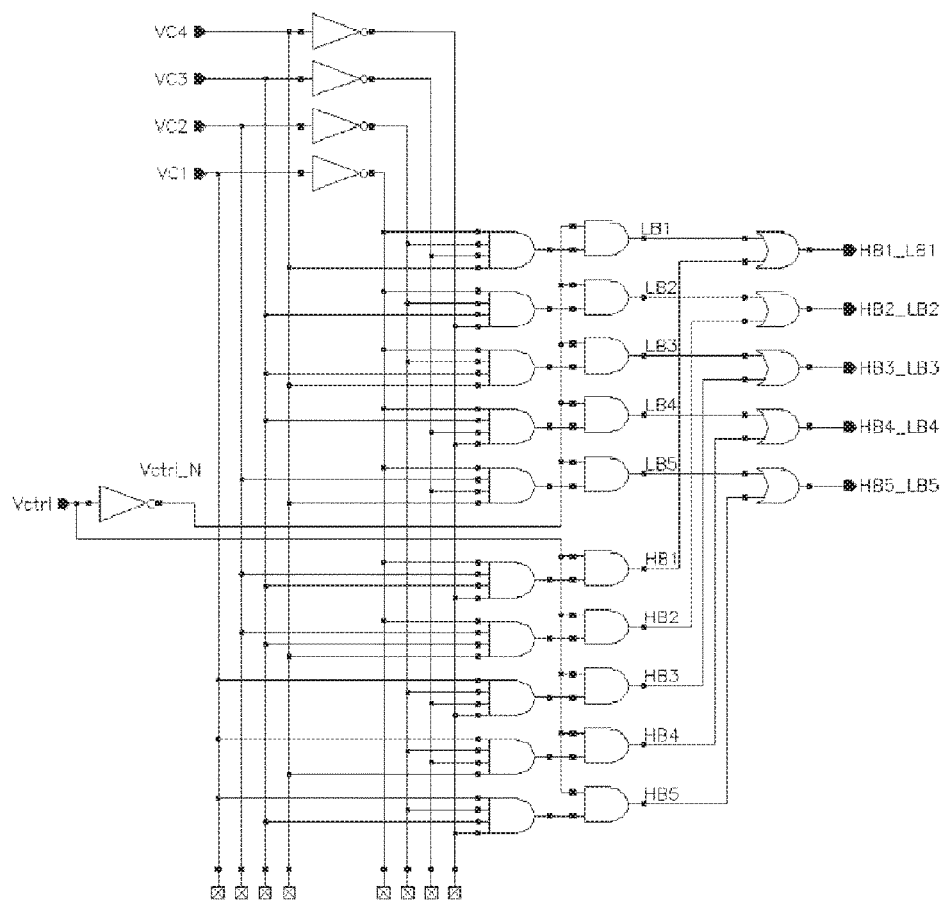 VC4
VC3
VC2
VC1
LB1
HB1_LB1
LB2
HB2_LB2
LB3
HB3_LB3
LB4
HB4_LB4
LB5
HB5_LB5
Vctrl_N
Vctrl
HB1
HB2
HB3
HB4
HB5